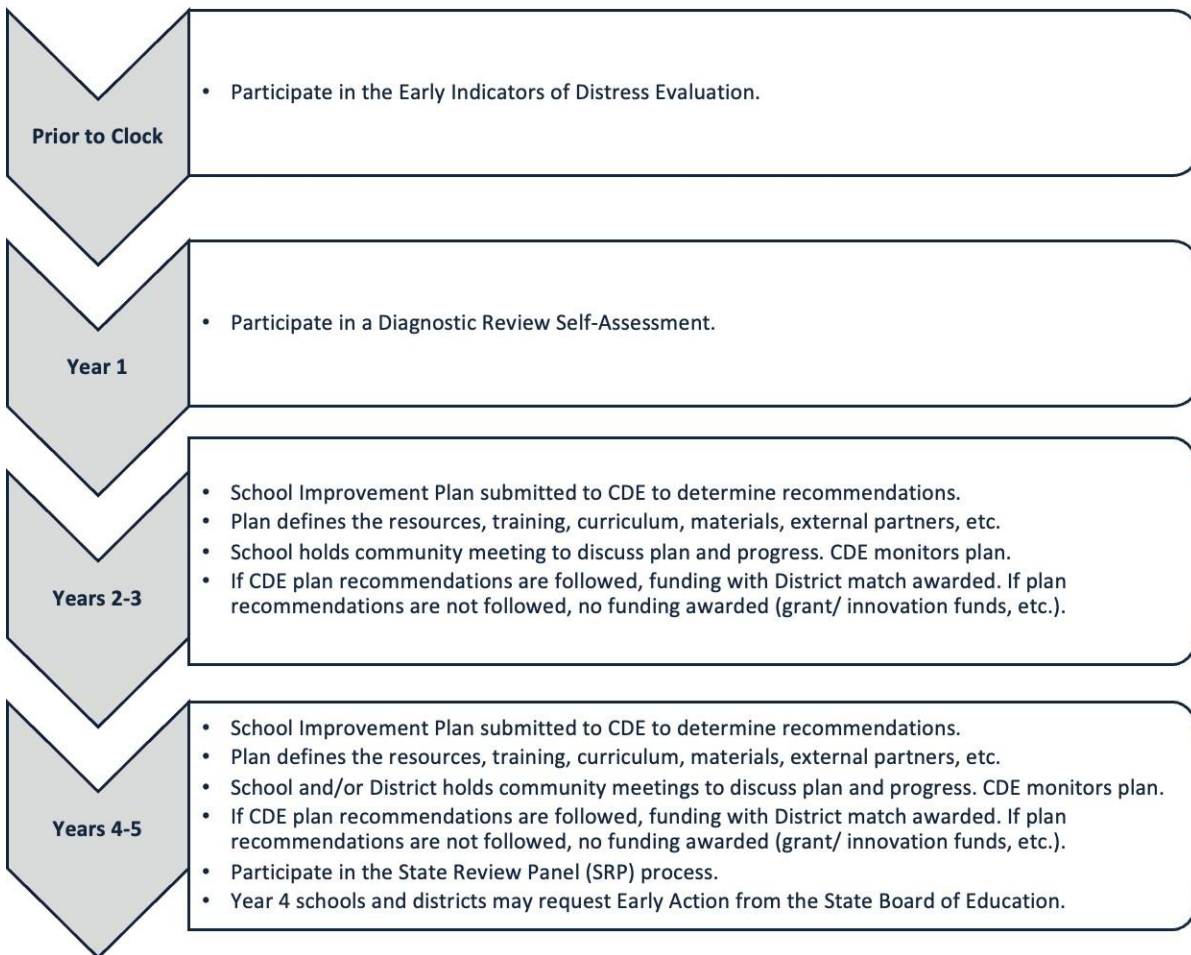 Prior to Clock
• Participate in the Early Indicators of Distress Evaluation.
Year 1
• Participate in a Diagnostic Review Self-Assessment.
Years 2-3
• School Improvement Plan submitted to CDE to determine recommendations.
• Plan defines the resources, training, curriculum, materials, external partners, etc.
• School holds community meeting to discuss plan and progress. CDE monitors plan.
• If CDE plan recommendations are followed, funding with District match awarded. If plan
recommendations are not followed, no funding awarded (grant/ innovation funds, etc.).
Years 4-5
• School Improvement Plan submitted to CDE to determine recommendations.
• Plan defines the resources, training, curriculum, materials, external partners, etc.
• School and/or District holds community meetings to discuss plan and progress. CDE monitors plan.
• If CDE plan recommendations are followed, funding with District match awarded. If plan
recommendations are not followed, no funding awarded (grant/ innovation funds, etc.).
• Participate in the State Review Panel (SRP) process.
• Year 4 schools and districts may request Early Action from the State Board of Education.